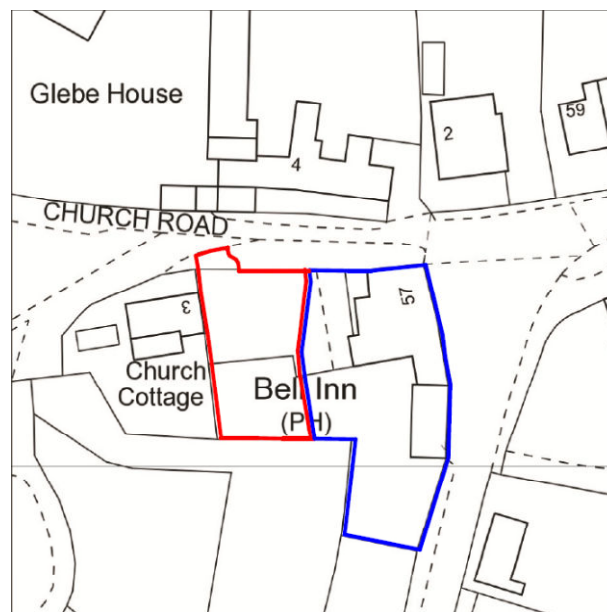 Glebe House
59
2
4
CHURCH ROAD
3
57
Church
Cottage
Bell Inn
(PH)